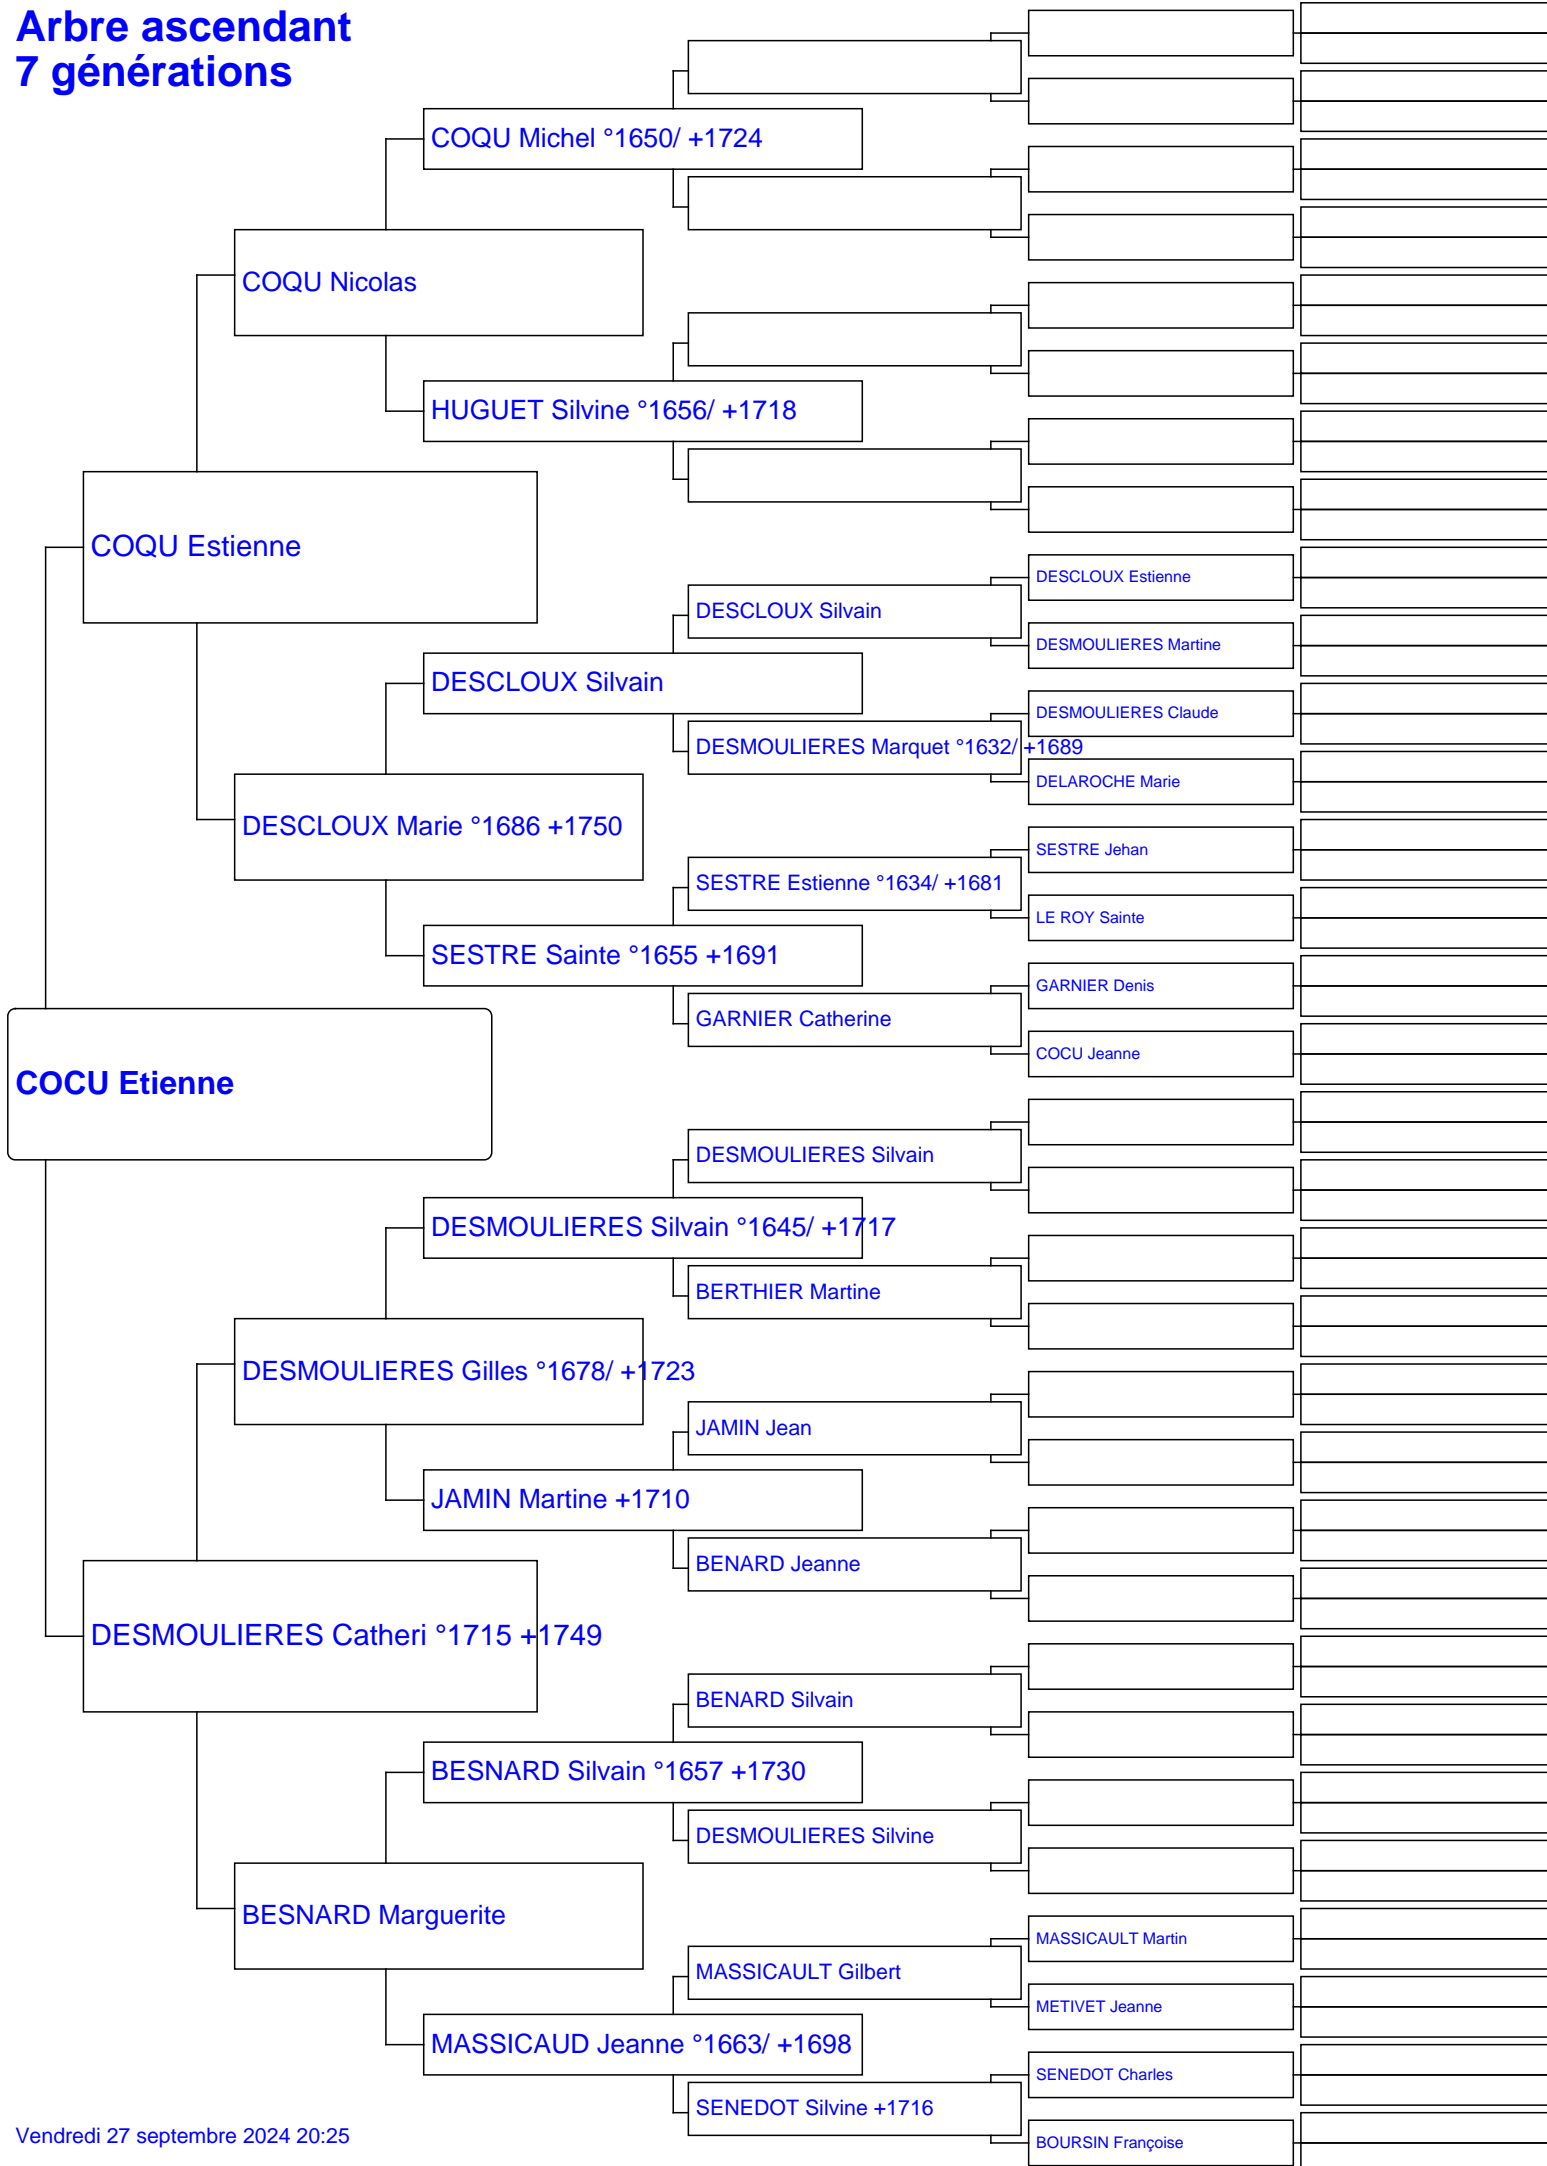 Arbre ascendant
7 générations
COQU Michel °1650/ +1724
COQU Nicolas
HUGUET Silvine °1656/ +1718
COQU Estienne
DESCLOUX Estienne
DESCLOUX Silvain
DESMOULIERES Martine
DESCLOUX Silvain
DESMOULIERES Claude
DESMOULIERES Marquet °1632/ +1689
DELAROCHE Marie
DESCLOUX Marie °1686 +1750
SESTRE Jehan
SESTRE Estienne °1634/ +1681
LE ROY Sainte
SESTRE Sainte °1655 +1691
GARNIER Denis
GARNIER Catherine
COCU Jeanne
COCU Etienne
DESMOULIERES Silvain
DESMOULIERES Silvain °1645/ +1717
BERTHIER Martine
DESMOULIERES Gilles °1678/ +1723
JAMIN Jean
JAMIN Martine +1710
BENARD Jeanne
DESMOULIERES Catheri °1715 +1749
BENARD Silvain
BESNARD Silvain °1657 +1730
DESMOULIERES Silvine
BESNARD Marguerite
MASSICAULT Martin
MASSICAULT Gilbert
METIVET Jeanne
MASSICAUD Jeanne °1663/ +1698
SENEDOT Charles
SENEDOT Silvine +1716
BOURSIN Françoise
Vendredi 27 septembre 2024 20:25